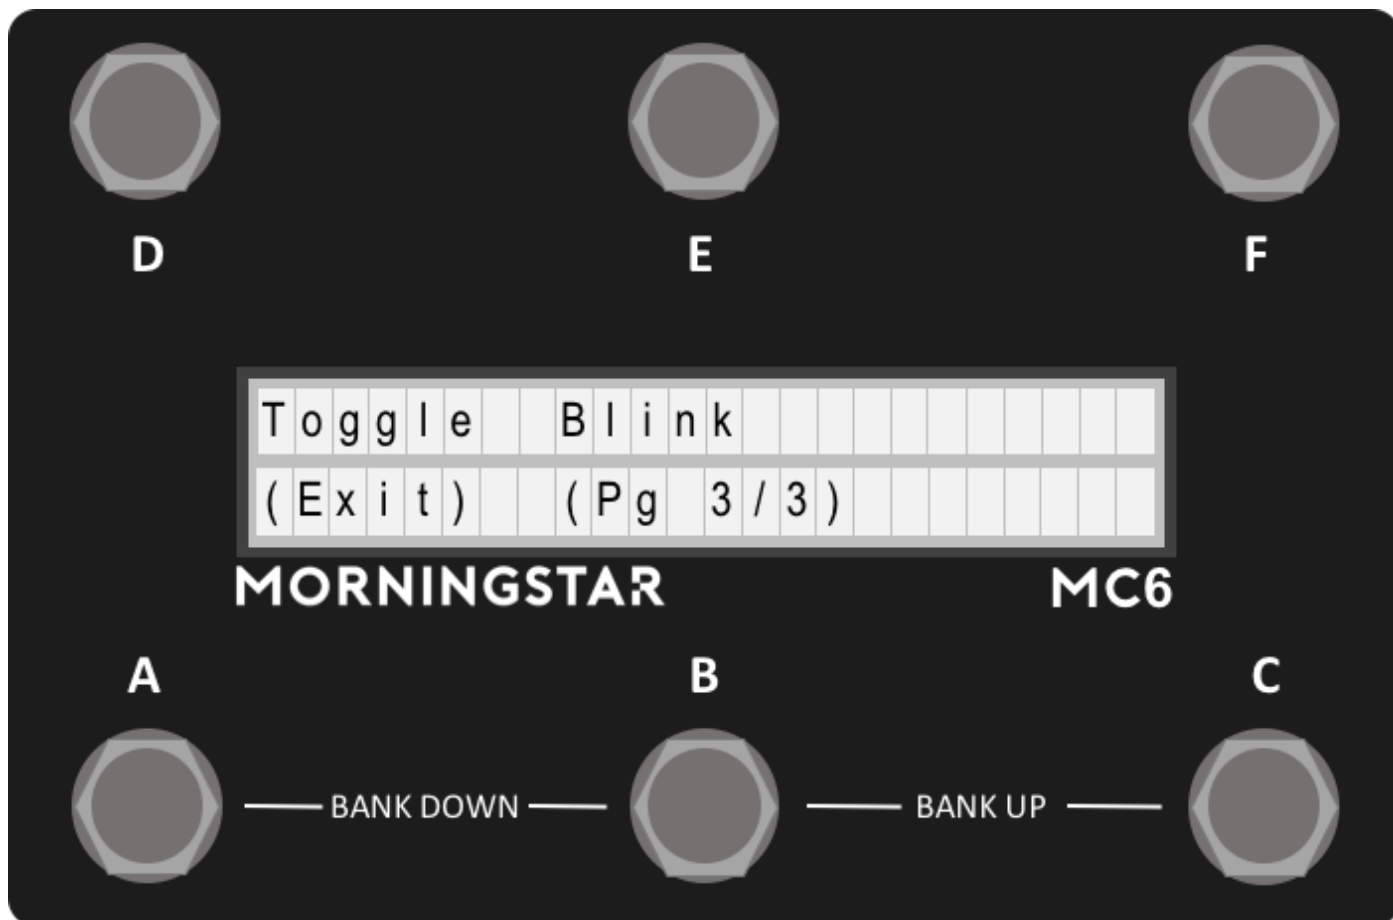 D E F
Toggle Blink
(Exit) (Pg 3/3)
MORNINGSTAR MC6
A B C
BANK DOWN BANK UP